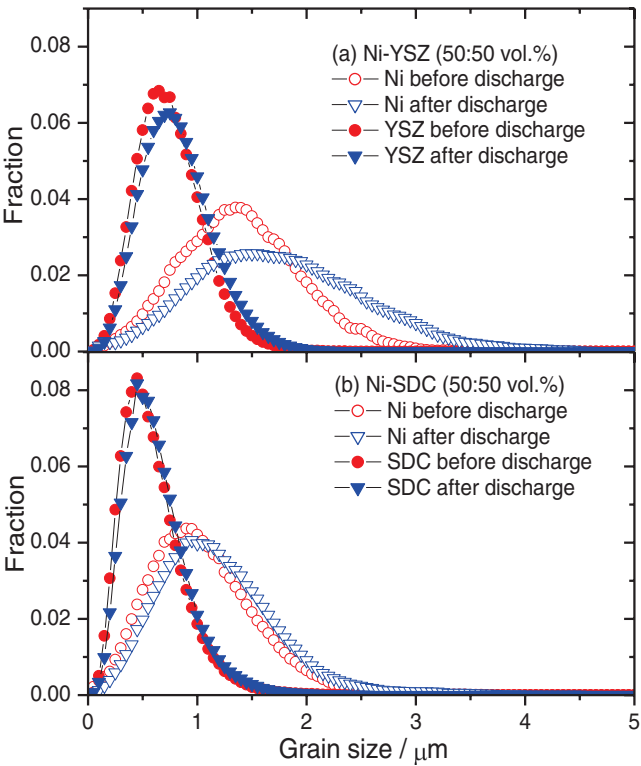 0.08
(a) Ni-YSZ (50:50 vol.%)
Ni before discharge
Ni after discharge
YSZ before discharge
YSZ after discharge
0.06
0.04
0.02
0.00
Fraction
(b) Ni-SDC (50:50 vol.%)
Ni before discharge
Ni after discharge
SDC before discharge
SDC after discharge
0.08
0.06
0.04
0.02
0.00
Fraction
0 1 2 3 4 5
Grain size / μm